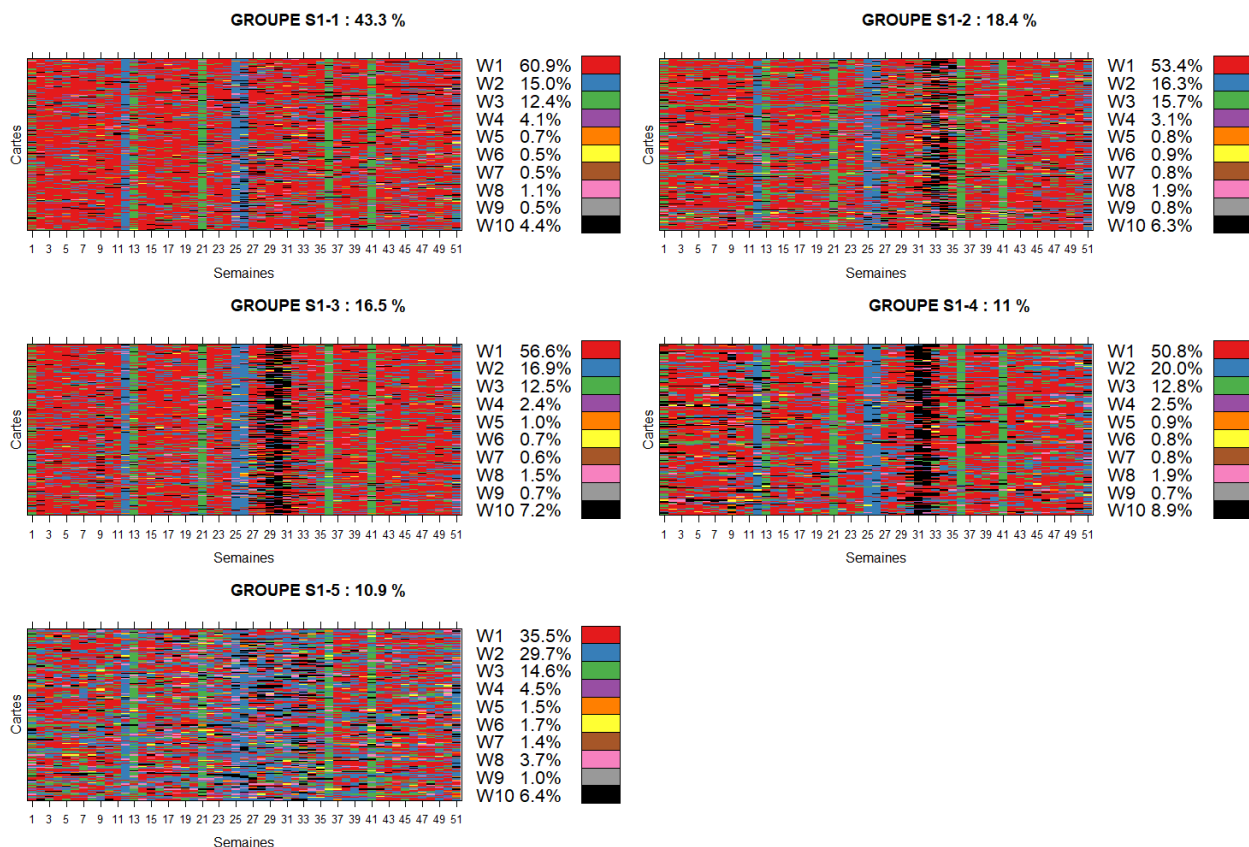 GROUPE S1-1 : 43.3 %
W1 60.9%
W2 15.0%
W3 12.4%
W4 4.1%
W5 0.7%
W6 0.5%
W7 0.5%
W8 1.1%
W9 0.5%
W10 4.4%
Cartes
1 3 5 7 9 11 13 15 17 19 21 23 25 27 29 31 33 35 37 39 41 43 45 47 49 51
Semaines
GROUPE S1-2 : 18.4 %
W1 53.4%
W2 16.3%
W3 15.7%
W4 3.1%
W5 0.8%
W6 0.9%
W7 0.8%
W8 1.9%
W9 0.8%
W10 6.3%
Cartes
1 3 5 7 9 11 13 15 17 19 21 23 25 27 29 31 33 35 37 39 41 43 45 47 49 51
Semaines
GROUPE S1-3 : 16.5 %
W1 56.6%
W2 16.9%
W3 12.5%
W4 2.4%
W5 1.0%
W6 0.7%
W7 0.6%
W8 1.5%
W9 0.7%
W10 7.2%
Cartes
1 3 5 7 9 11 13 15 17 19 21 23 25 27 29 31 33 35 37 39 41 43 45 47 49 51
Semaines
GROUPE S1-4 : 11 %
W1 50.8%
W2 20.0%
W3 12.8%
W4 2.5%
W5 0.9%
W6 0.8%
W7 0.8%
W8 1.9%
W9 0.7%
W10 8.9%
Cartes
1 3 5 7 9 11 13 15 17 19 21 23 25 27 29 31 33 35 37 39 41 43 45 47 49 51
Semaines
GROUPE S1-5 : 10.9 %
W1 35.5%
W2 29.7%
W3 14.6%
W4 4.5%
W5 1.5%
W6 1.7%
W7 1.4%
W8 3.7%
W9 1.0%
W10 6.4%
Cartes
1 3 5 7 9 11 13 15 17 19 21 23 25 27 29 31 33 35 37 39 41 43 45 47 49 51
Semaines